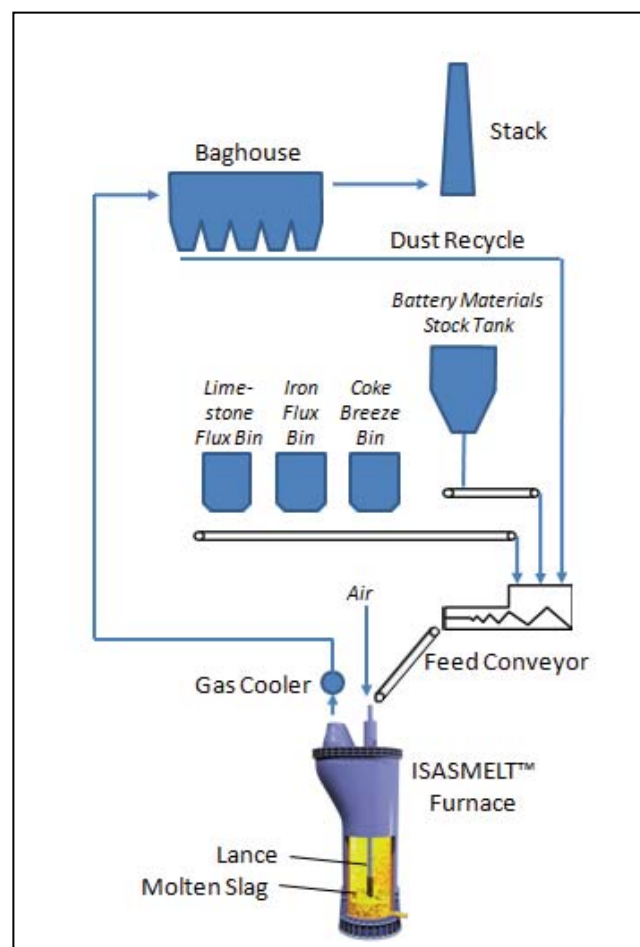 Stack
Baghouse
Dust Recycle
Battery Materials
Stock Tank
Lime-
stone
Flux Bin
Iron
Flux
Bin
Coke
Breeze
Bin
Air
Feed Conveyor
Gas Cooler
ISASMELT™
Furnace
Lance
Molten Slag